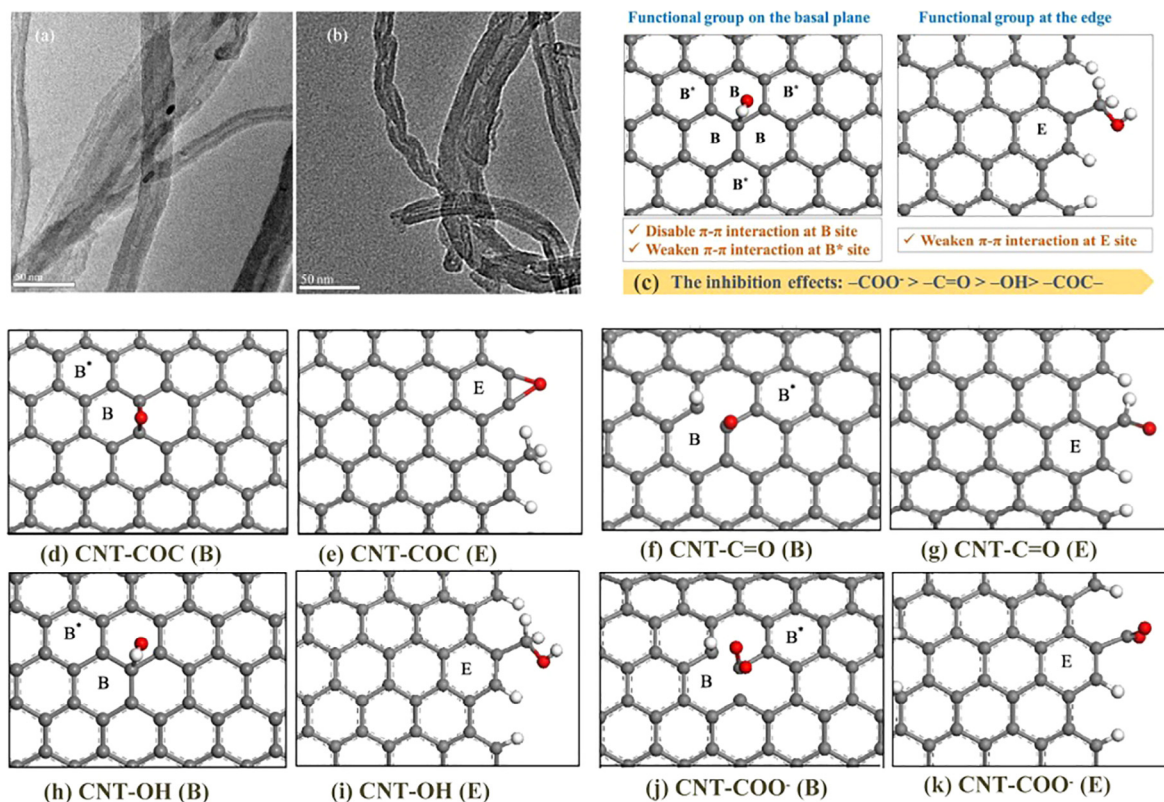 (a)
50 nm
(b)
50 nm
Functional group on the basal plane
B*
B
B*
B
B
B*
✓ Disable π-π interaction at B site
✓ Weaken π-π interaction at B* site
Functional group at the edge
E
✓ Weaken π-π interaction at E site
(c) The inhibition effects: –COO⁻ > –C=O > –OH> –COC–
B*
B
(d) CNT-COC (B)
E
(e) CNT-COC (E)
B*
B
(f) CNT-C=O (B)
E
(g) CNT-C=O (E)
B*
B
(h) CNT-OH (B)
E
(i) CNT-OH (E)
B*
B
(j) CNT-COO⁻ (B)
E
(k) CNT-COO⁻ (E)